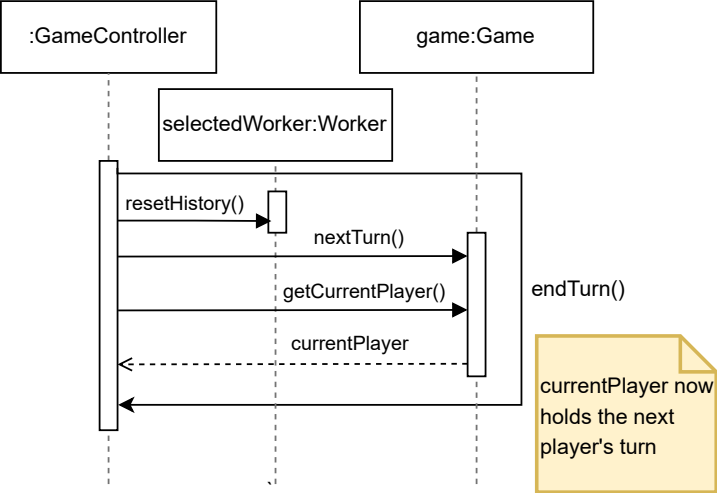 :GameController
game:Game
selectedWorker:Worker
resetHistory()
nextTurn()
getCurrentPlayer()
endTurn()
currentPlayer
currentPlayer now
holds the next
player's turn